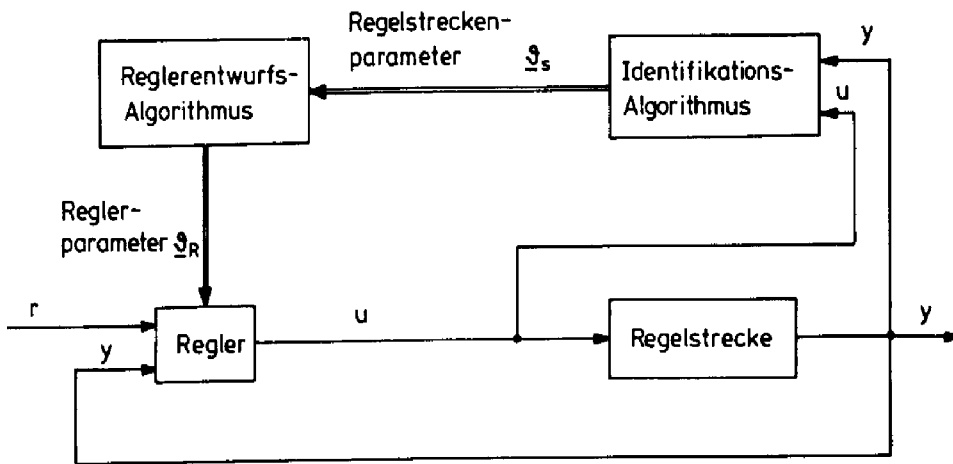 Regelstrecken-
parameter
ϑs
y
Reglerentwurfs-
Algorithmus
Identifikations-
Algorithmus
u
Regler-
parameter ϑR
r
u
y
Regler
y
Regelstrecke